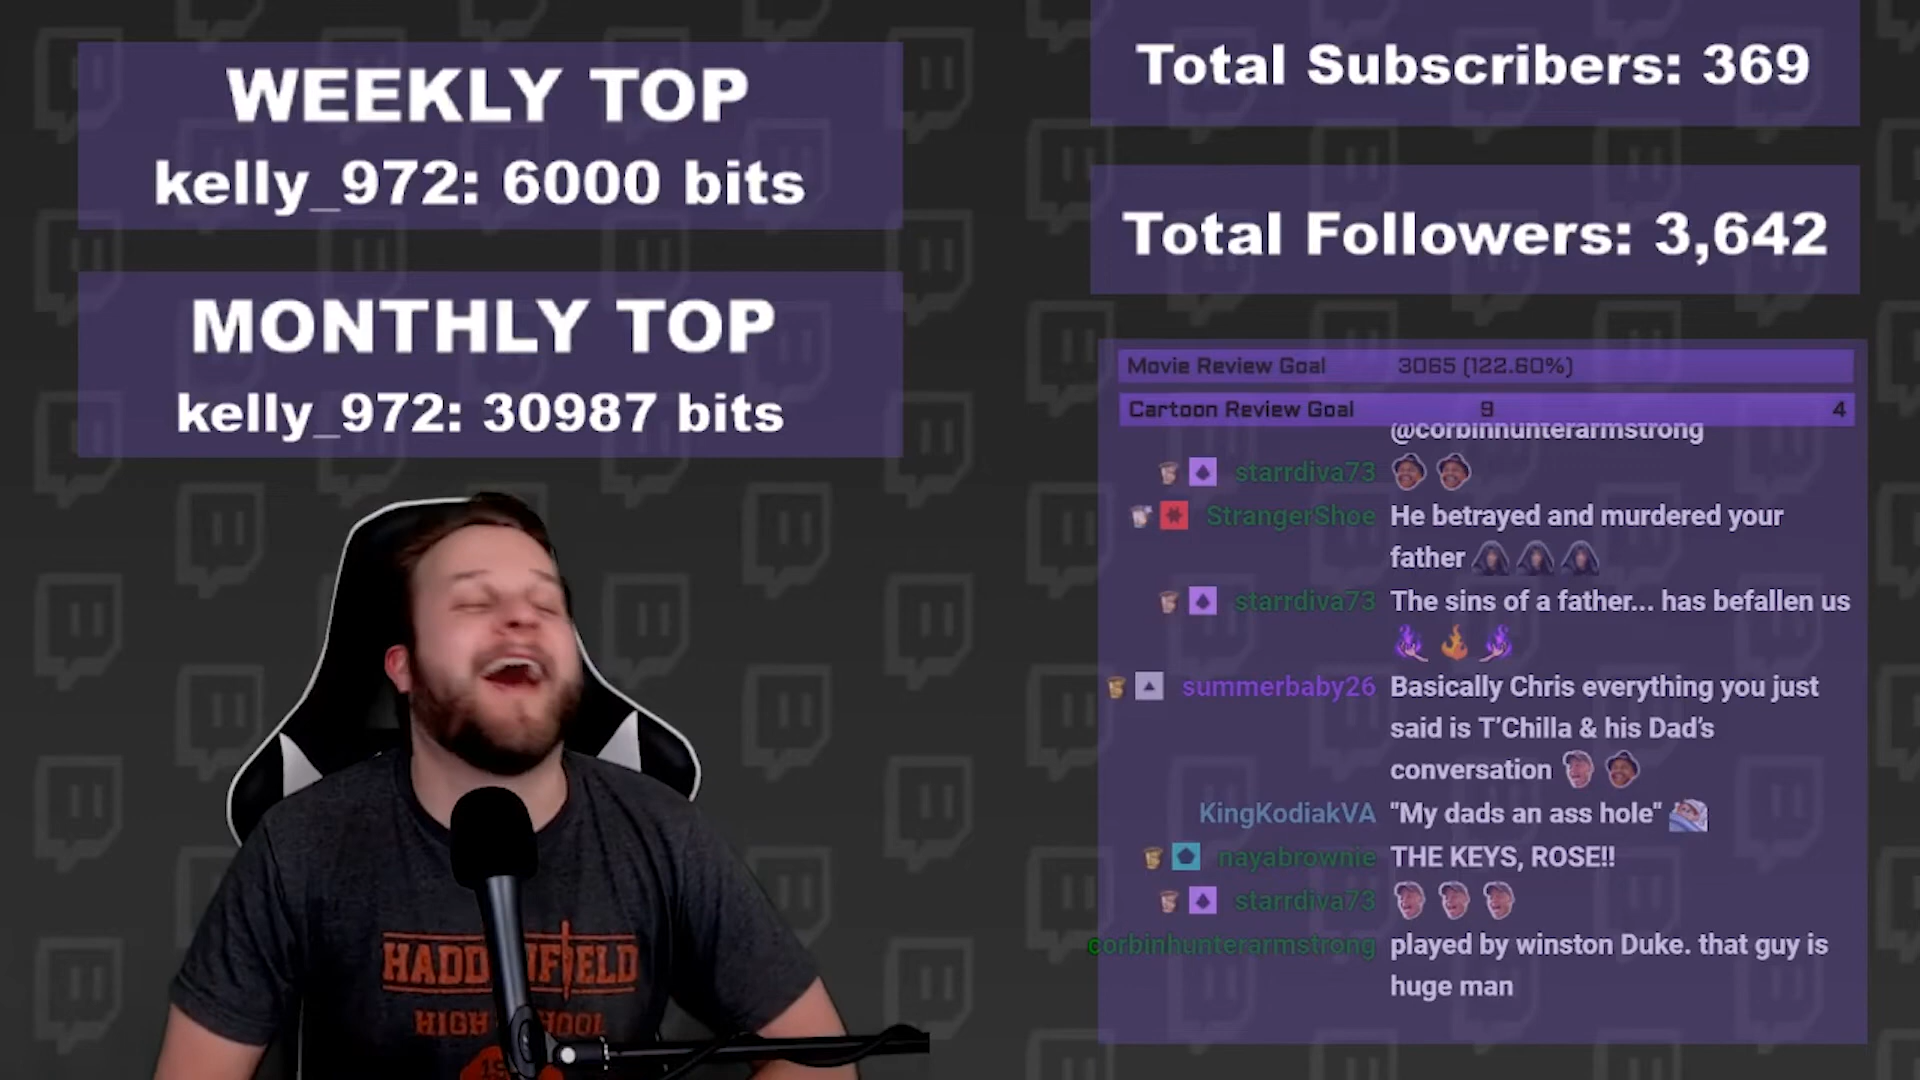 WEEKLY TOP
kelly_972: 6000 bits
MONTHLY TOP
kelly_972: 30987 bits
Total Subscribers: 369
Total Followers: 3,642
Movie Review Goal 3065 (122.60%)
Cartoon Review Goal 9 4
@corbinhunterarmstrong
starrdiva73
StrangerShoe He betrayed and murdered your
father
starrdiva73 The sins of a father... has befallen us
summerbaby26 Basically Chris everything you just
said is T'Chilla & his Dad's
conversation
KingKodiakVA "My dads an ass hole"
nayabrownie THE KEYS, ROSE!!
starrdiva73
corbinhunterarmstrong played by winston Duke. that guy is
huge man
HIGH